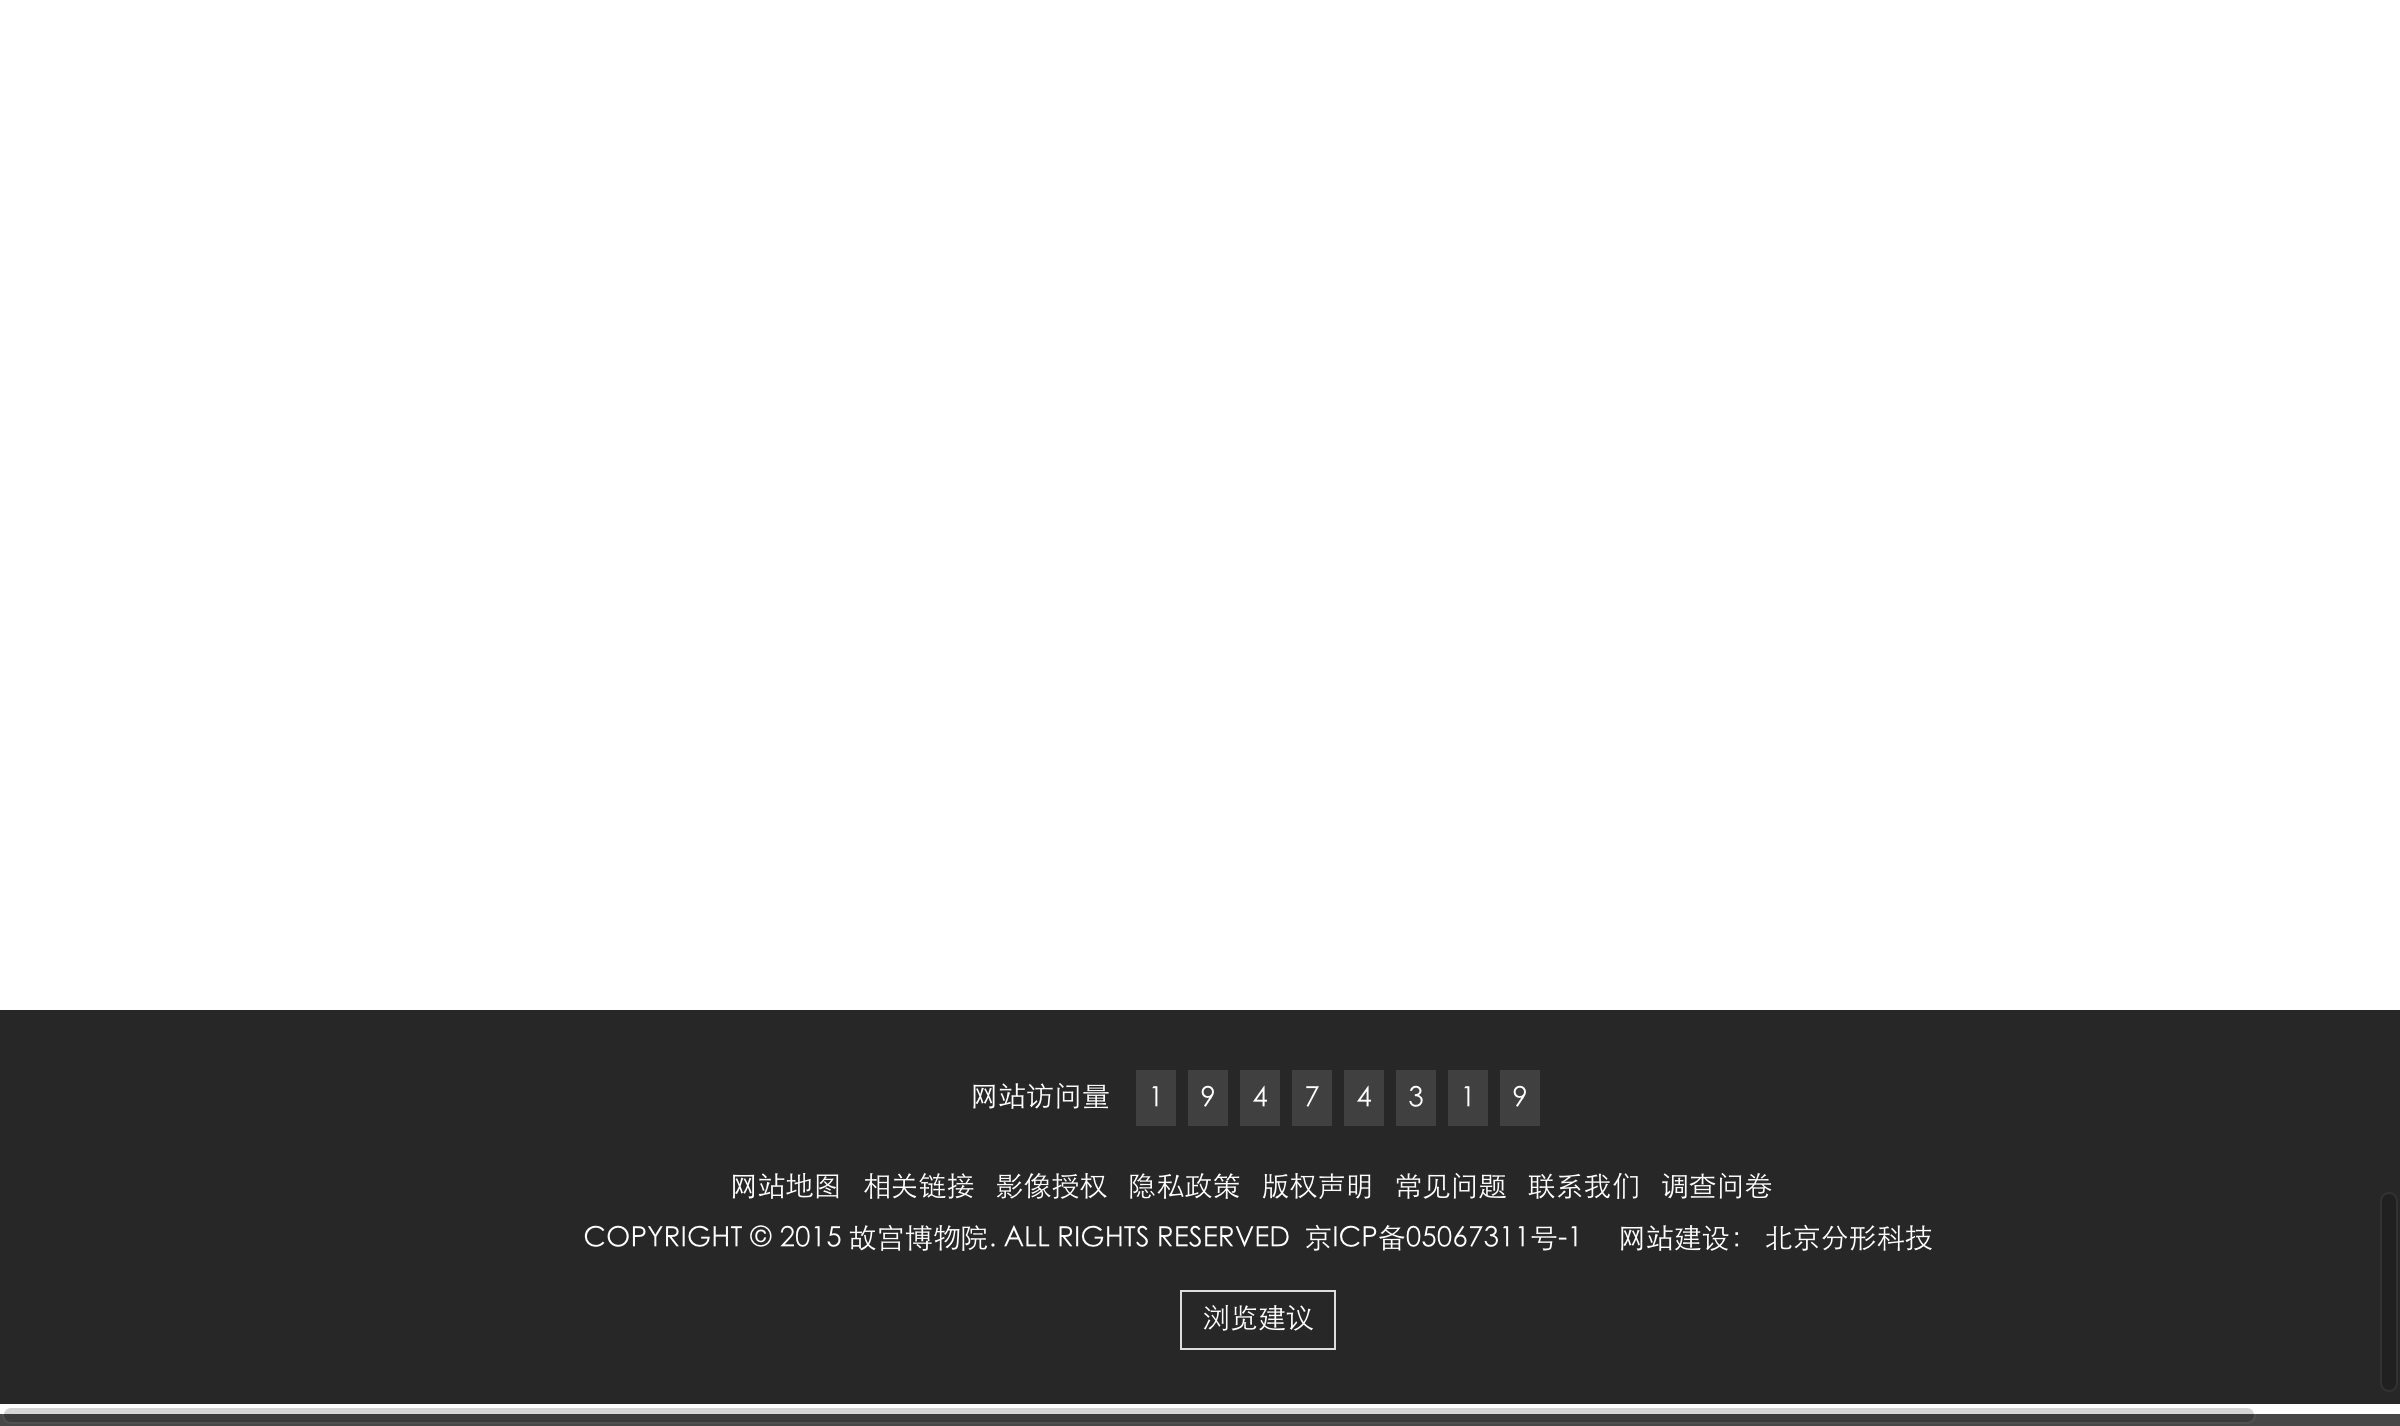 网站访问量 1 9 4 7 4 3 1 9
网站地图 相关链接 影像授权 隐私政策 版权声明 常见问题 联系我们 调查问卷
COPYRIGHT © 2015 故宫博物院. ALL RIGHTS RESERVED 京ICP备05067311号-1 网站建设： 北京分形科技
浏览建议